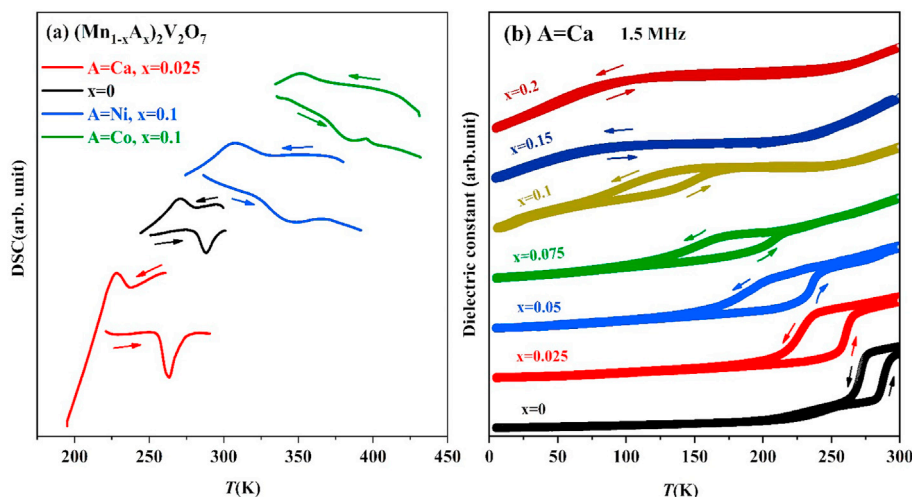 (a) (Mn1-xAx)2V2O7
A=Ca, x=0.025
x=0
A=Ni, x=0.1
A=Co, x=0.1
DSC(arb. unit)
200 250 300 350 400 450
T(K)
(b) A=Ca 1.5 MHz
x=0.2
x=0.15
x=0.1
x=0.075
x=0.05
x=0.025
x=0
Dielectric constant (arb.unit)
0 50 100 150 200 250 300
T(K)